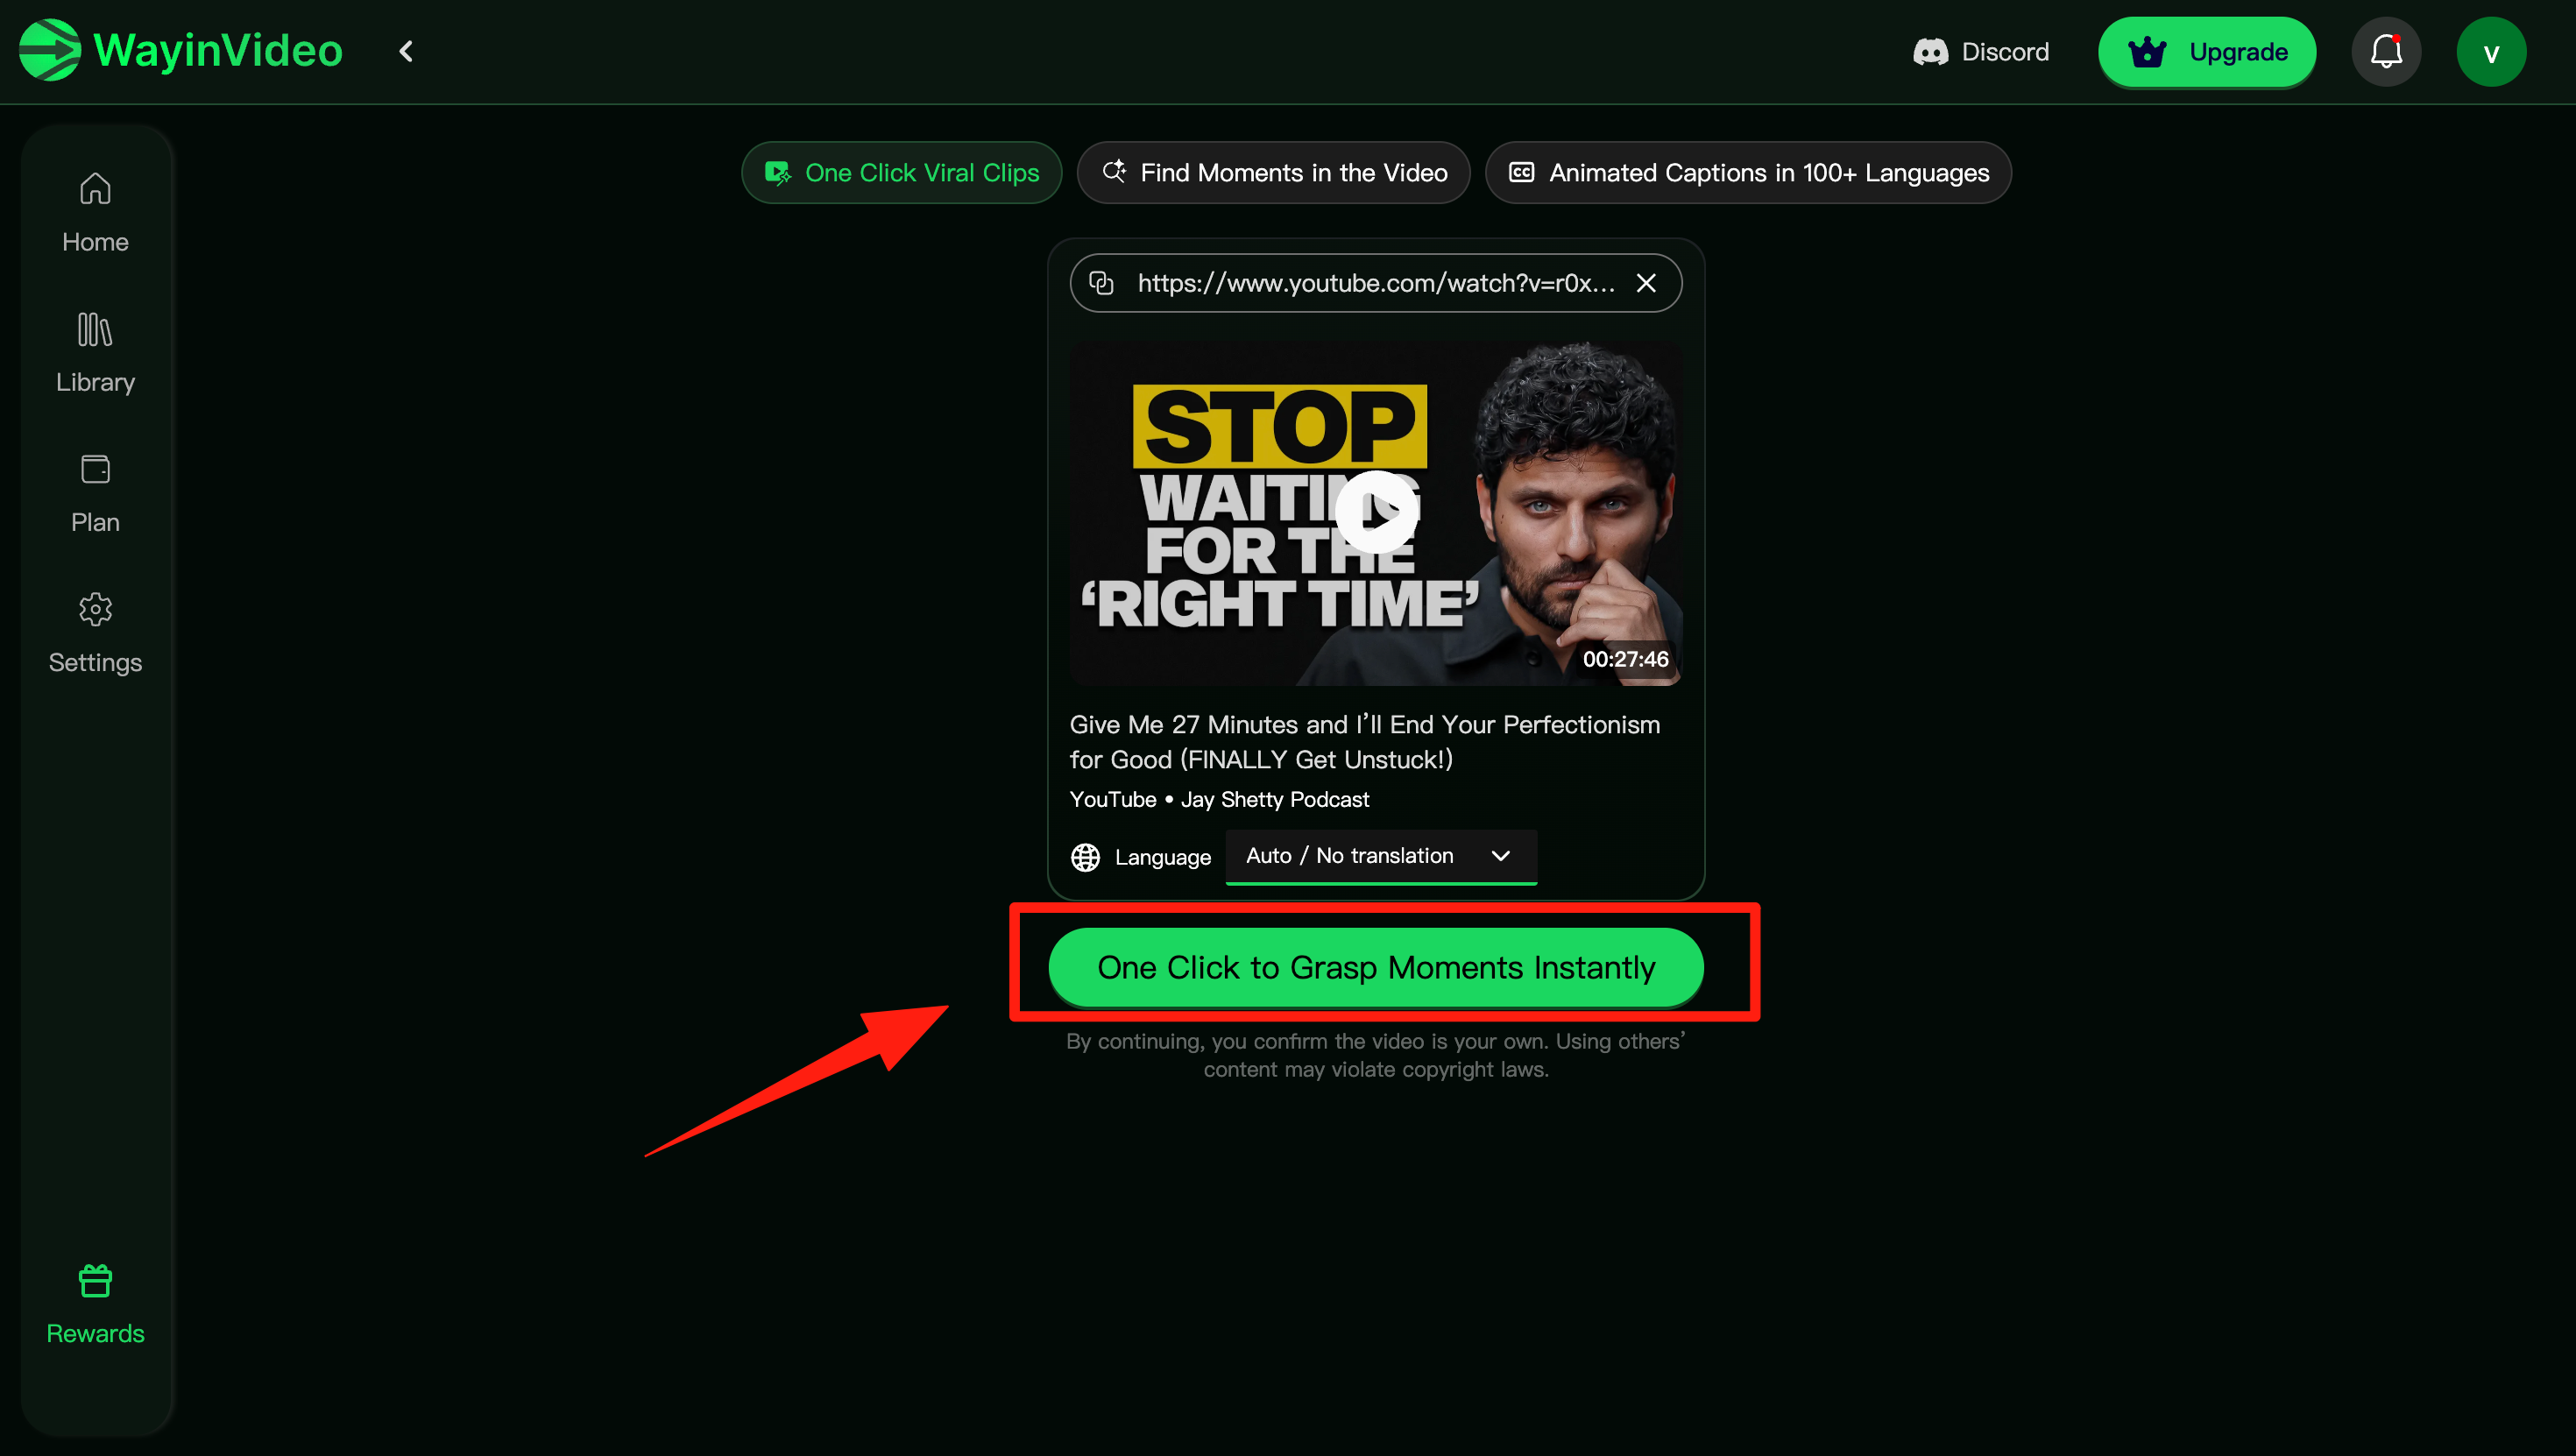 WayinVideo
Discord
Upgrade
v
Home
Library
Plan
Settings
Rewards
One Click Viral Clips
Find Moments in the Video
CC
Animated Captions in 100+ Languages
https://www.youtube.com/watch?v=r0x...
STOP
WAITING
FOR THE
‘RIGHT TIME’
00:27:46
Give Me 27 Minutes and I’ll End Your Perfectionism
for Good (FINALLY Get Unstuck!)
YouTube • Jay Shetty Podcast
Language
Auto / No translation
One Click to Grasp Moments Instantly
By continuing, you confirm the video is your own. Using others’
content may violate copyright laws.